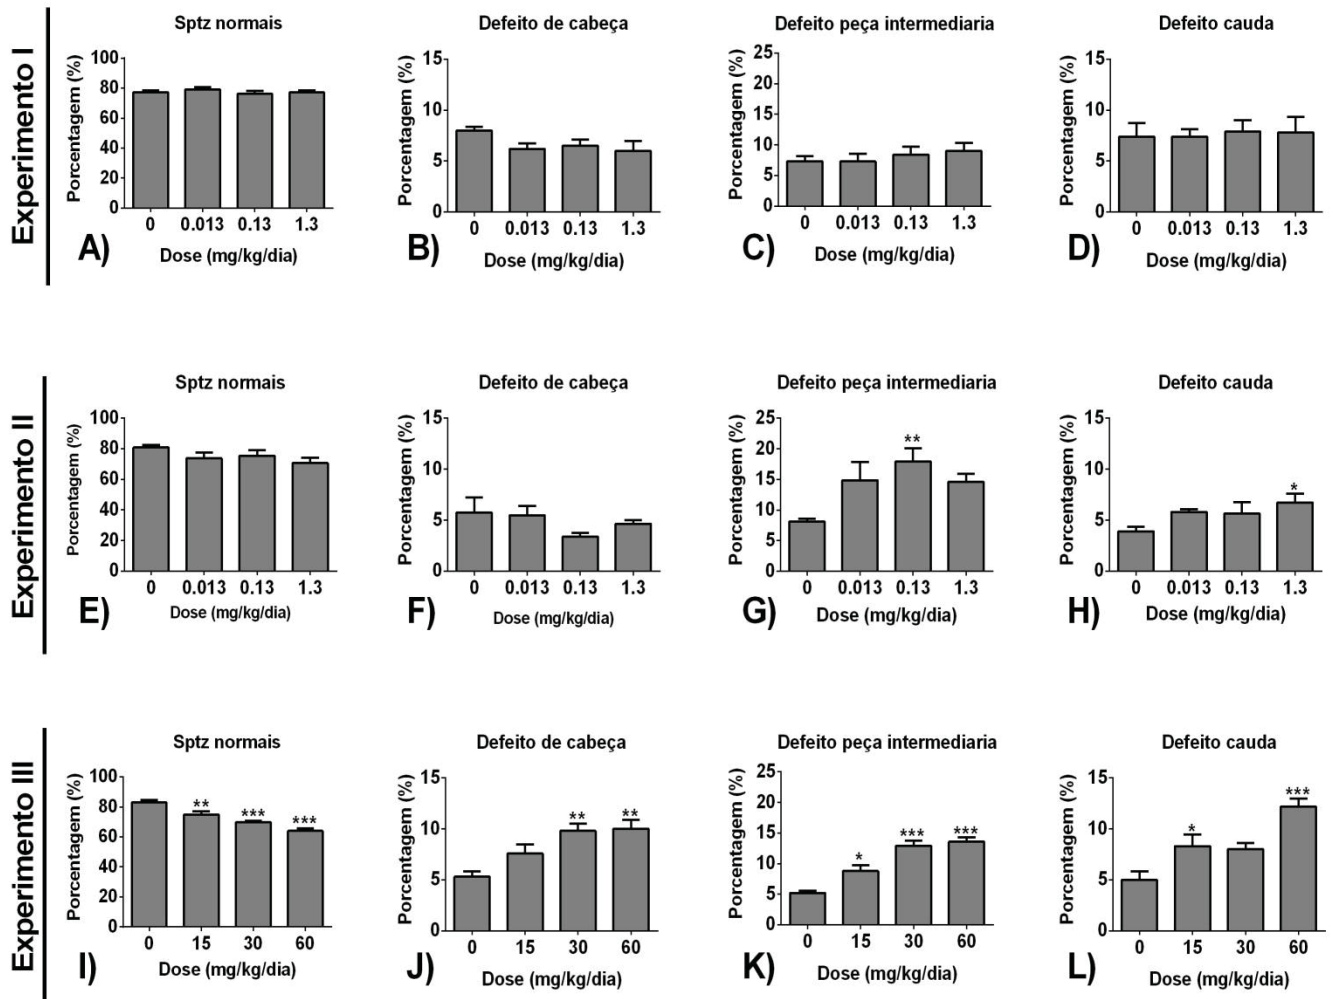 Experimento I
Sptz normais
Porcentagem (%)
100
80
60
40
20
0
0 0.013 0.13 1.3
A)
Dose (mg/kg/dia)
Defeito de cabeça
Porcentagem (%)
15
10
5
0
0 0.013 0.13 1.3
B)
Dose (mg/kg/dia)
Defeito peça intermediaria
Porcentagem (%)
25
20
15
10
5
0
0 0.013 0.13 1.3
C)
Dose (mg/kg/dia)
Defeito cauda
Porcentagem (%)
15
10
5
0
0 0.013 0.13 1.3
D)
Dose (mg/kg/dia)
Experimento II
Sptz normais
Porcentagem (%)
100
80
60
40
20
0
0 0.013 0.13 1.3
E)
Dose (mg/kg/dia)
Defeito de cabeça
Porcentagem (%)
15
10
5
0
0 0.013 0.13 1.3
F)
Dose (mg/kg/dia)
Defeito peça intermediaria
Porcentagem (%)
25
20
15
10
5
0
**
0 0.013 0.13 1.3
G)
Dose (mg/kg/dia)
Defeito cauda
Porcentagem (%)
15
10
5
0
*
0 0.013 0.13 1.3
H)
Dose (mg/kg/dia)
Experimento III
Sptz normais
Porcentagem (%)
100
80
60
40
20
0
** *** ***
0 15 30 60
I)
Dose (mg/kg/dia)
Defeito de cabeça
Porcentagem (%)
15
10
5
0
** **
0 15 30 60
J)
Dose (mg/kg/dia)
Defeito peça intermediaria
Porcentagem (%)
25
20
15
10
5
0
* *** ***
0 15 30 60
K)
Dose (mg/kg/dia)
Defeito cauda
Porcentagem (%)
15
10
5
0
* ***
0 15 30 60
L)
Dose (mg/kg/dia)